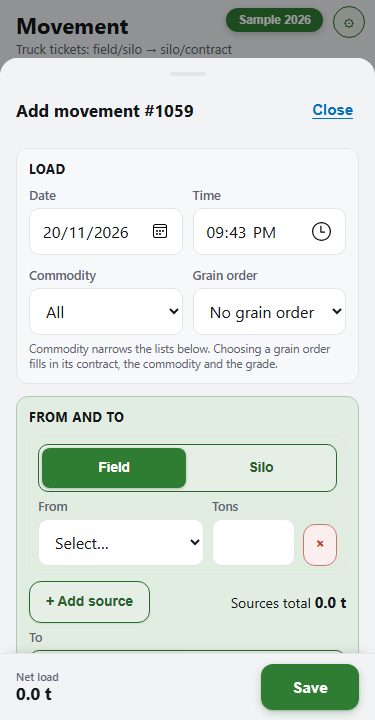 Movement
Sample 2026
Truck tickets: field/silo → silo/contract
Add movement #1059
Close
LOAD
Date
Time
20/11/2026
09:43 PM
Commodity
Grain order
All
No grain order
Commodity narrows the lists below. Choosing a grain order
fills in its contract, the commodity and the grade.
FROM AND TO
Field
Silo
From
Tons
Select...
×
+ Add source
Sources total 0.0 t
To
Net load
0.0 t
Save